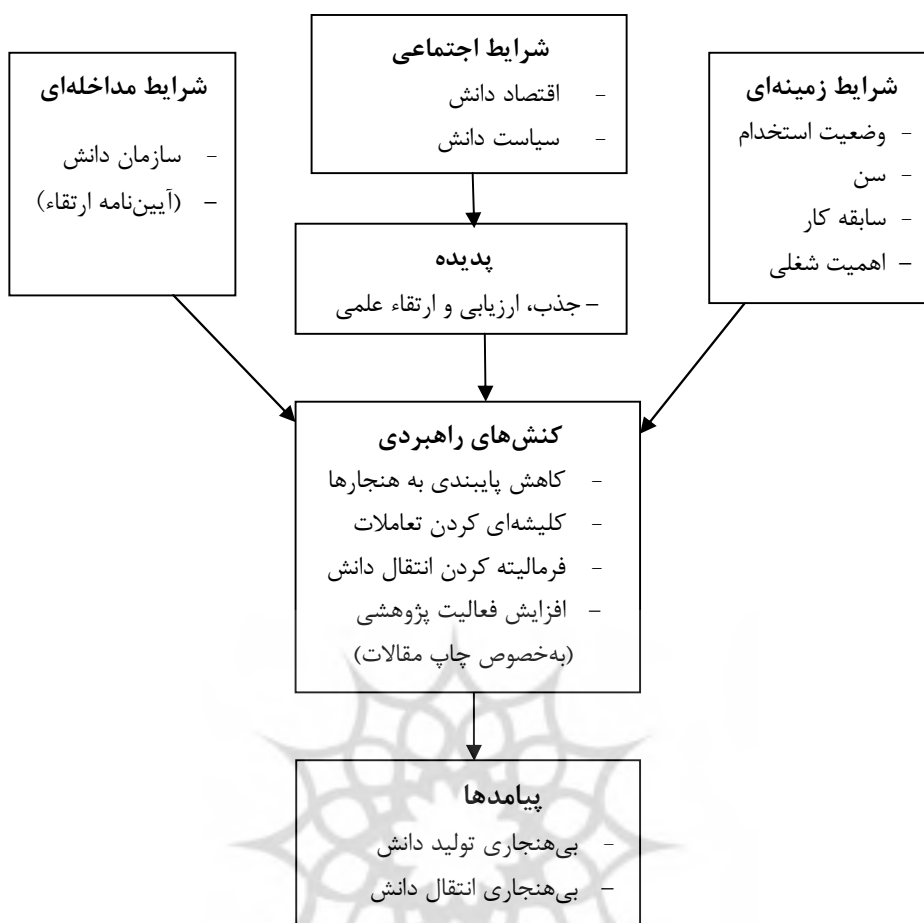 شرایط زمینه‌ای
- وضعیت استخدام
- سن
- سابقه کار
- اهمیت شغلی
شرایط اجتماعی
- اقتصاد دانش
- سیاست دانش
شرایط مداخله‌ای
- سازمان دانش
- (آیین‌نامه ارتقاء)
پدیده
- جذب، ارزیابی و ارتقاء علمی
کنش‌های راهبردی
- کاهش پایبندی به هنجارها
- کلیشه‌ای کردن تعاملات
- فرمالیته کردن انتقال دانش
- افزایش فعالیت پژوهشی
(به‌خصوص چاپ مقالات)
پیامدها
- بی‌هنجاری تولید دانش
- بی‌هنجاری انتقال دانش